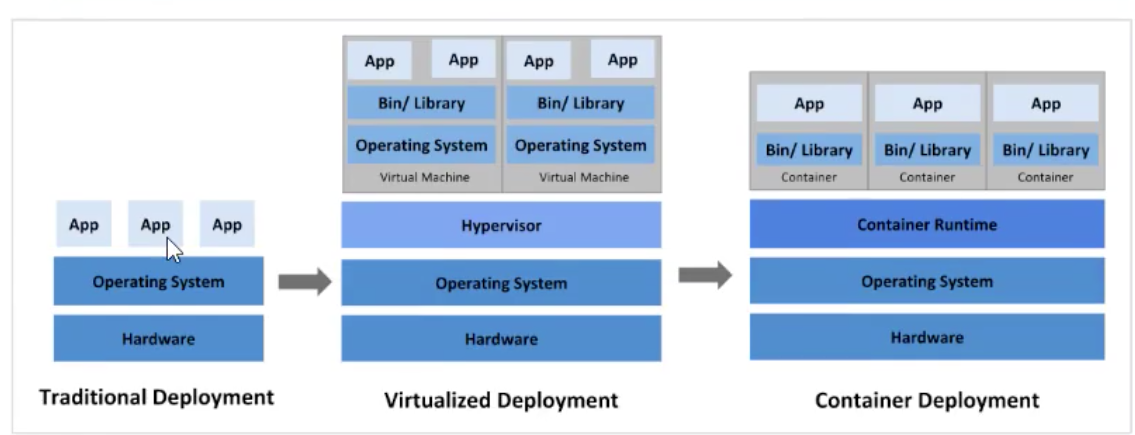 App App App
Operating System
Hardware
Traditional Deployment
App App App App
Bin/ Library Bin/ Library
Operating System Operating System
Virtual Machine Virtual Machine
Hypervisor
Operating System
Hardware
Virtualized Deployment
App App App
Bin/ Library Bin/ Library Bin/ Library
Container Container Container
Container Runtime
Operating System
Hardware
Container Deployment